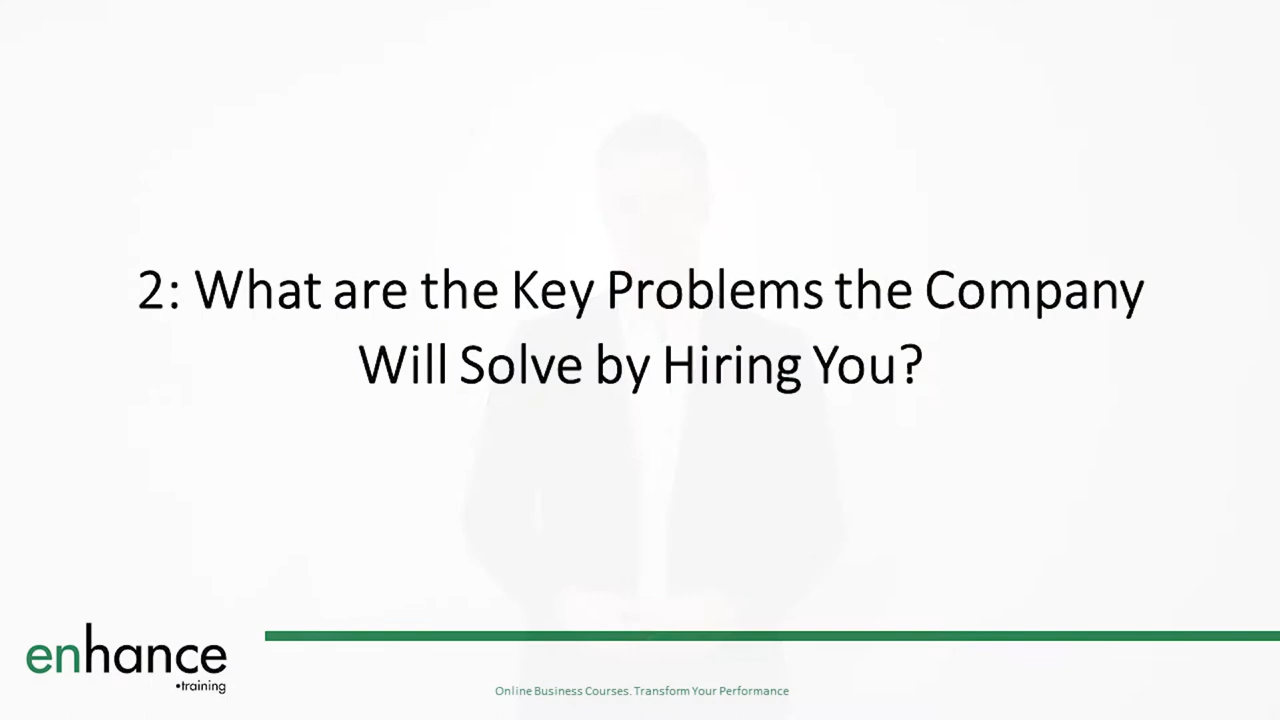 2: What are the Key Problems the Company
Will Solve by Hiring You?
enhance
•training
Online Business Courses. Transform Your Performance